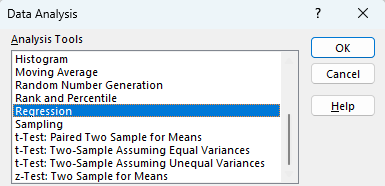 Data Analysis
?
Analysis Tools
Histogram
Moving Average
Random Number Generation
Rank and Percentile
Regression
Sampling
t-Test: Paired Two Sample for Means
t-Test: Two-Sample Assuming Equal Variances
t-Test: Two-Sample Assuming Unequal Variances
z-Test: Two Sample for Means
OK
Cancel
Help